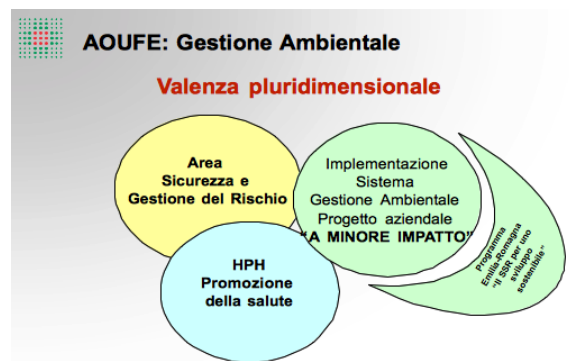 AOUFE: Gestione Ambientale
Valenza pluridimensionale
Area
Sicurezza e
Gestione del Rischio
Implementazione
Sistema
Gestione Ambientale
Progetto aziendale
“A MINORE IMPATTO”
HPH
Promozione
della salute
Programma
Emilia-Romagna
“Il SSR per uno
sviluppo
sostenibile”